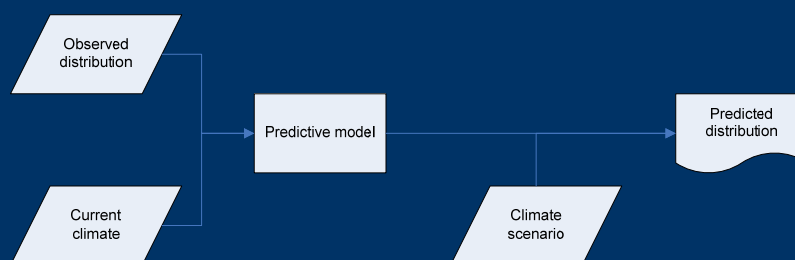 Observed
distribution
Predictive model
Predicted
distribution
Current
climate
Climate
scenario